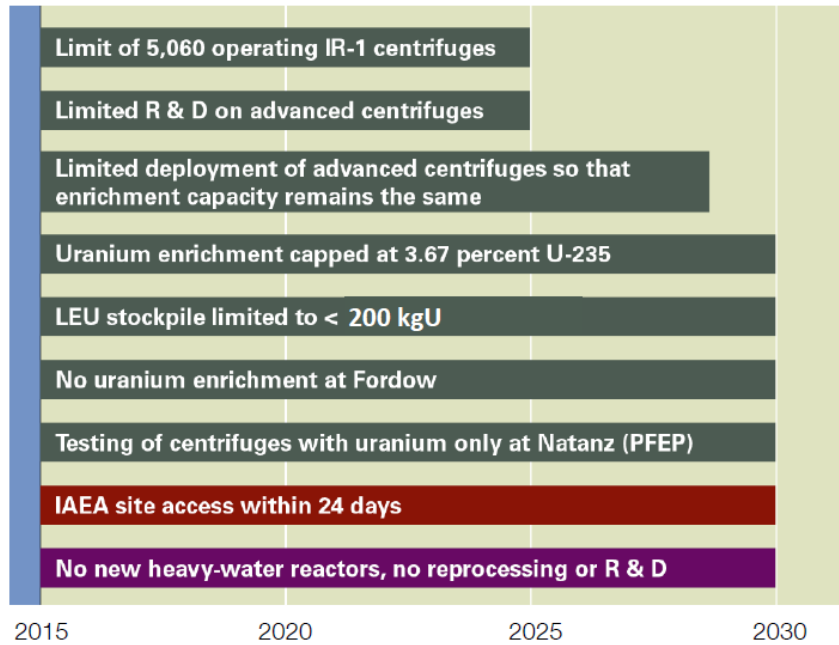 Limit of 5,060 operating IR-1 centrifuges
Limited R & D on advanced centrifuges
Limited deployment of advanced centrifuges so that
enrichment capacity remains the same
Uranium enrichment capped at 3.67 percent U-235
LEU stockpile limited to < 200 kgU
No uranium enrichment at Fordow
Testing of centrifuges with uranium only at Natanz (PFEP)
IAEA site access within 24 days
No new heavy-water reactors, no reprocessing or R & D
2015 2020 2025 2030